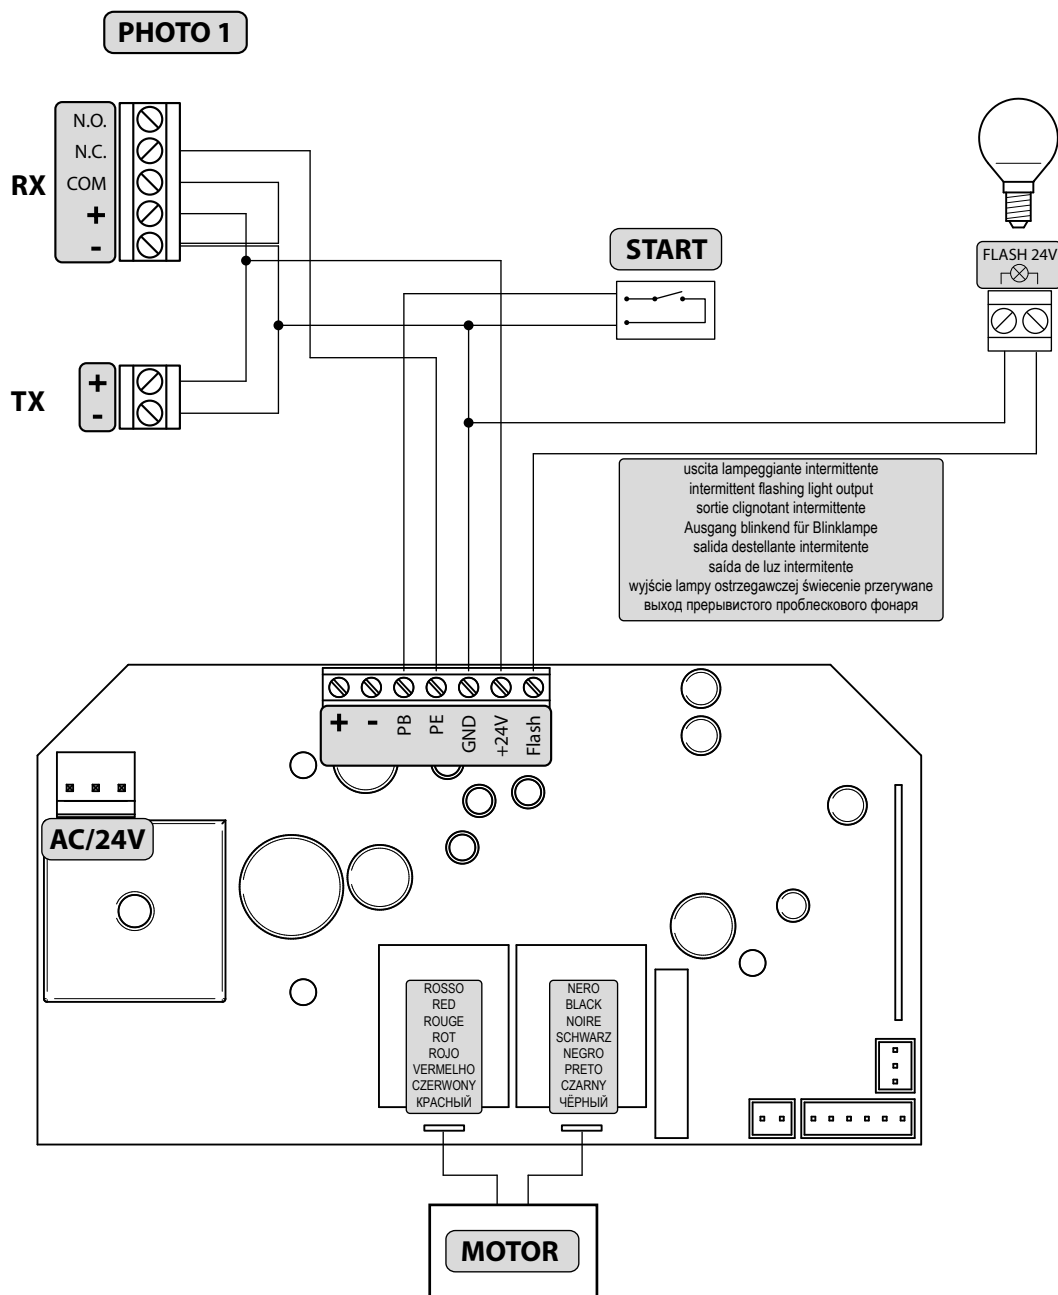 PHOTO 1
N.O.
N.C.
RX
COM
+
-
START
FLASH 24V
TX
+
-
uscita lampeggiante intermittente
intermittent flashing light output
sortie clignotant intermittente
Ausgang blinkend für Blinklampe
salida destellante intermitente
saída de luz intermitente
wyjście lampy ostrzegawczej świecenie przerywane
выход прерывистого проблескового фонаря
+ - PB PE GND +24V Flash
AC/24V
ROSSO
RED
ROUGE
ROT
ROJO
VERMELHO
CZERWONY
КРАСНЫЙ
NERO
BLACK
NOIRE
SCHWARZ
NEGRO
PRETO
CZARNY
ЧЁРНЫЙ
MOTOR